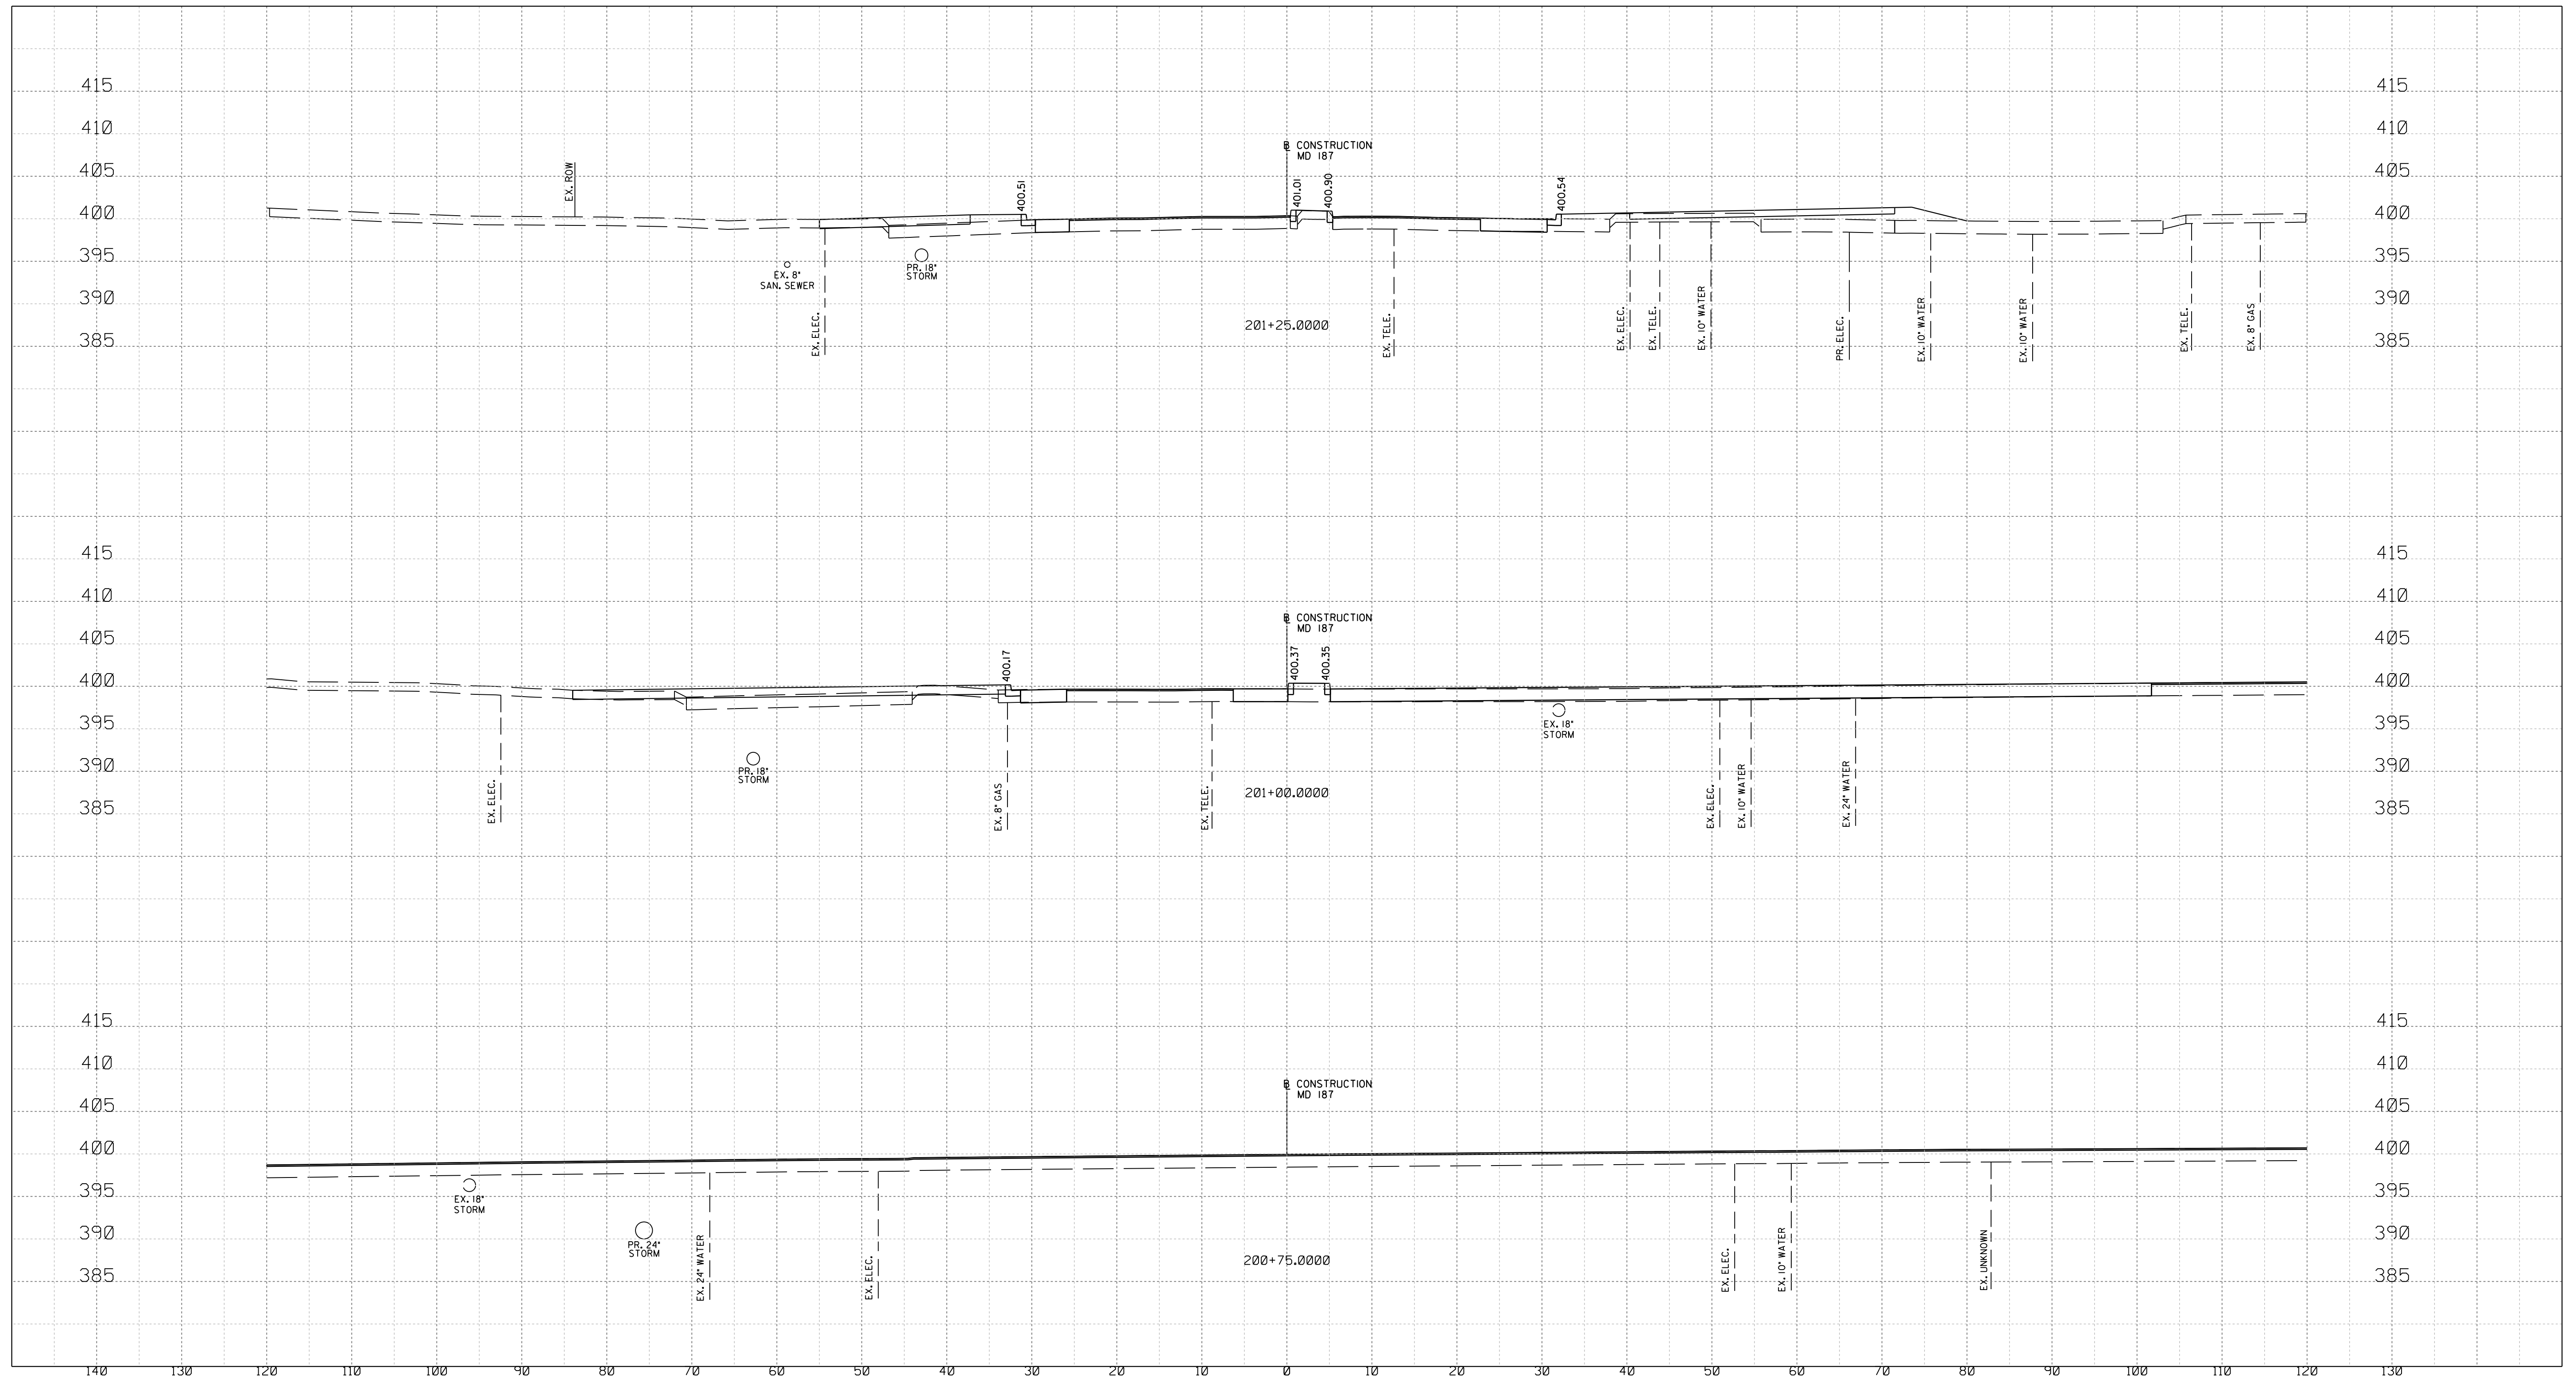 415 415
410 410
℄ CONSTRUCTION
MD 187
405 405
EX. ROW
400.51
401.01
400.90
400.54
400 400
395 395
EX. 8"
SAN. SEWER
PR. 18"
STORM
390 390
EX. ELEC.
201+25.0000
EX. TELE.
EX. ELEC.
EX. TELE.
EX. 10" WATER
PR. ELEC.
EX. 10" WATER
EX. 10" WATER
EX. TELE.
EX. 8" GAS
385 385
415 415
410 410
℄ CONSTRUCTION
MD 187
405 405
400.17
400.37
400.35
400 400
395 395
EX. 18"
STORM
PR. 18"
STORM
390 390
EX. ELEC.
EX. 8" GAS
EX. TELE.
201+00.0000
EX. ELEC.
EX. 10" WATER
EX. 24" WATER
385 385
415 415
410 410
℄ CONSTRUCTION
MD 187
405 405
400 400
395 395
EX. 18"
STORM
390 390
PR. 24"
STORM
EX. 24" WATER
EX. ELEC.
200+75.0000
EX. ELEC.
EX. 10" WATER
EX. UNKNOWN
385 385
140 130 120 110 100 90 80 70 60 50 40 30 20 10 0 10 20 30 40 50 60 70 80 90 100 110 120 130